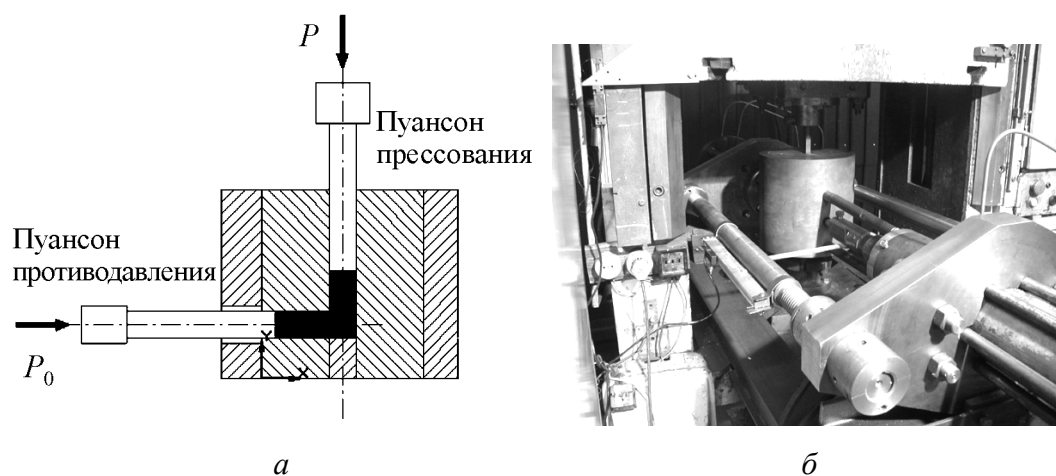 P
Пуансон
прессования
Пуансон
противодавления
P0
x
x
а
б